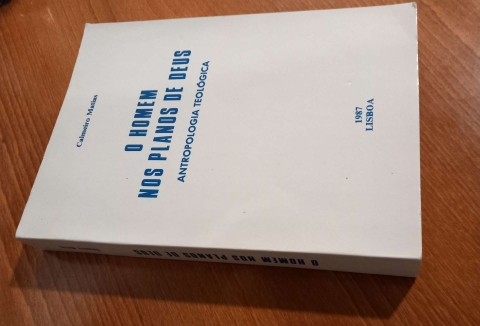 Calmeiro Matias
O HOMEM
NOS PLANOS DE DEUS
ANTROPOLOGIA TEOLÓGICA
1987
LISBOA
O HOMEM NOS PLANOS DE DEUS